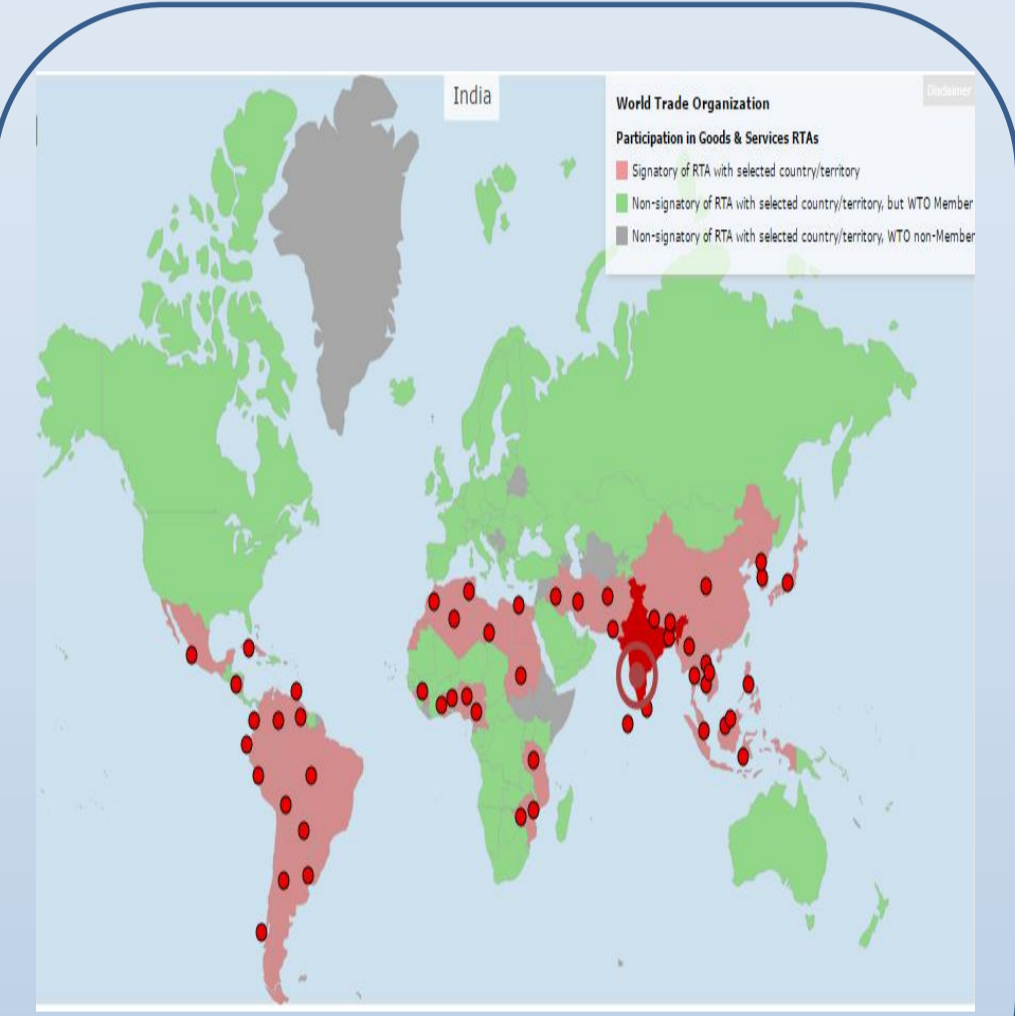 India
Disclaimer
World Trade Organization
Participation in Goods & Services RTAs
Signatory of RTA with selected country/territory
Non-signatory of RTA with selected country/territory, but WTO Member
Non-signatory of RTA with selected country/territory, WTO non-Member